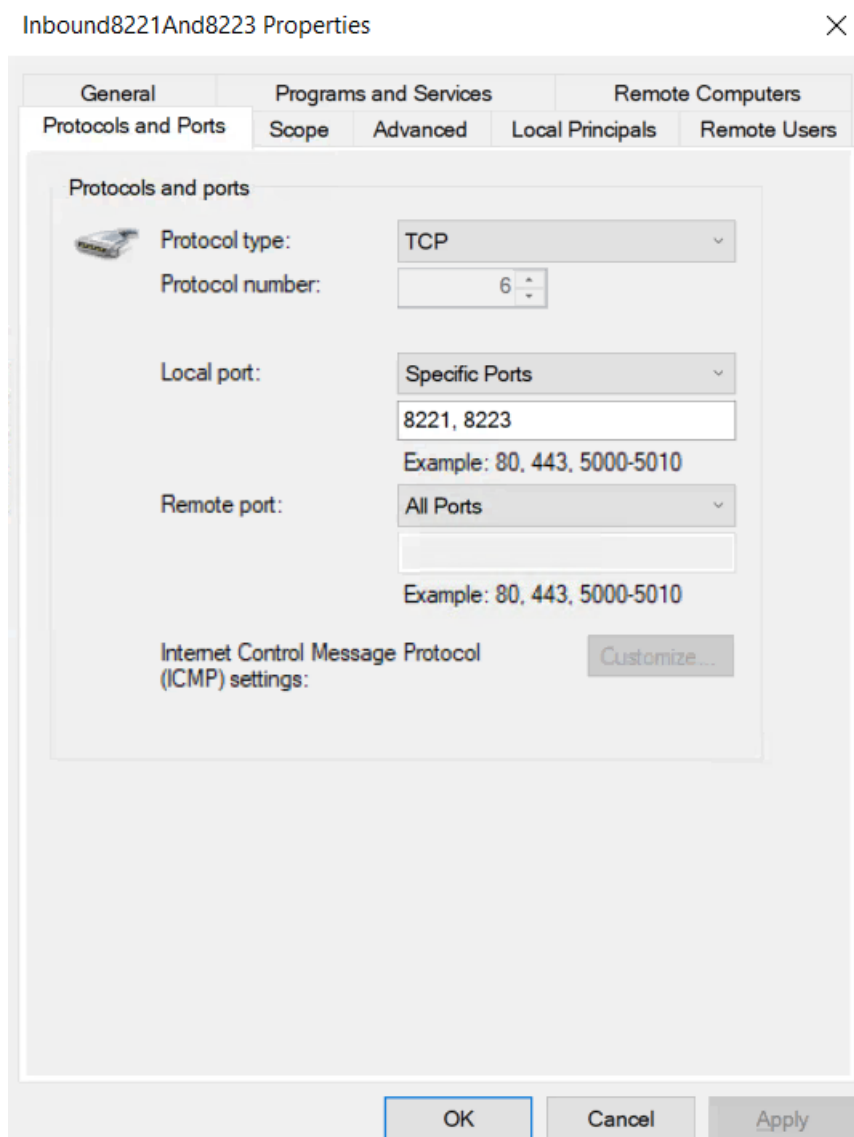 Inbound8221And8223 Properties
General
Programs and Services
Remote Computers
Protocols and Ports
Scope
Advanced
Local Principals
Remote Users
Protocols and ports
Protocol type:
TCP
Protocol number:
6
Local port:
Specific Ports
8221, 8223
Example: 80, 443, 5000-5010
Remote port:
All Ports
Example: 80, 443, 5000-5010
Internet Control Message Protocol
(ICMP) settings:
Customize...
OK
Cancel
Apply